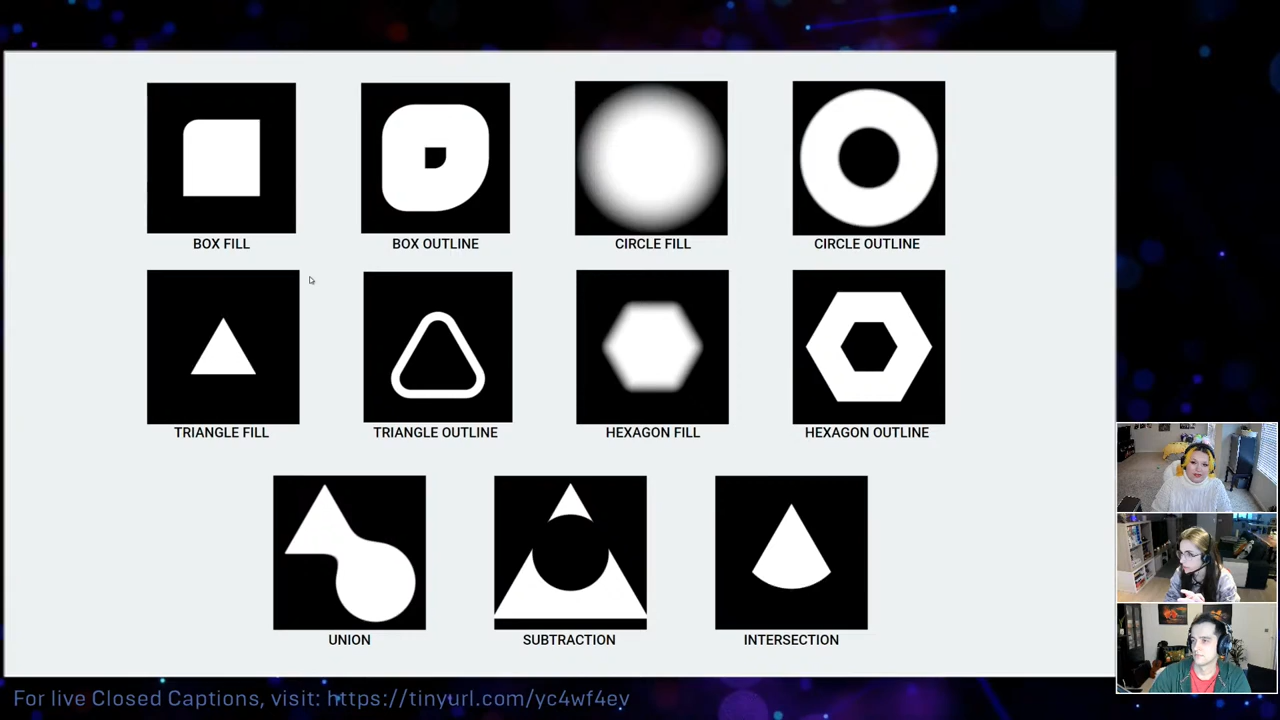 BOX FILL
BOX OUTLINE
CIRCLE FILL
CIRCLE OUTLINE
TRIANGLE FILL
TRIANGLE OUTLINE
HEXAGON FILL
HEXAGON OUTLINE
UNION
SUBTRACTION
INTERSECTION
For live Closed Captions, visit: https://tinyurl.com/yc4wf4ev